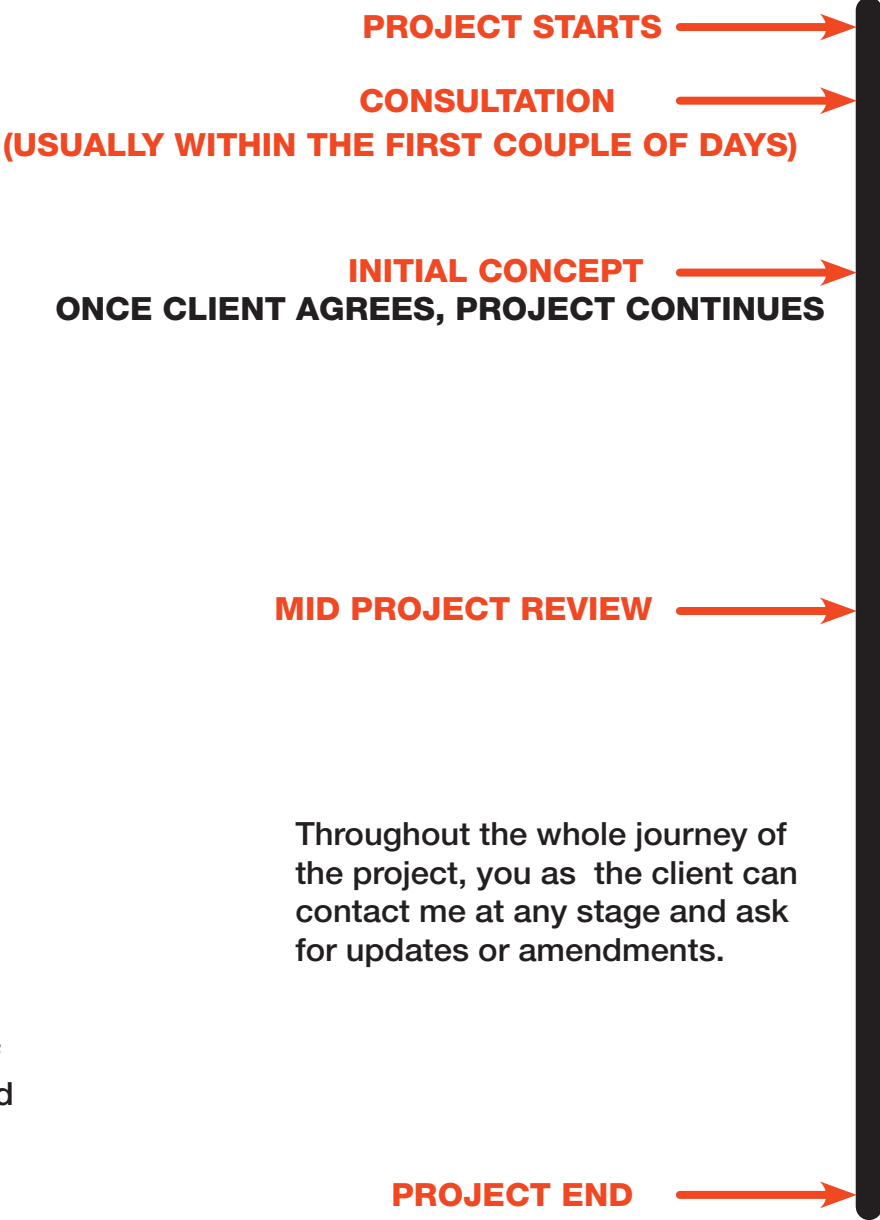 PROJECT STARTS
CONSULTATION
(USUALLY WITHIN THE FIRST COUPLE OF DAYS)
INITIAL CONCEPT
ONCE CLIENT AGREES, PROJECT CONTINUES
MID PROJECT REVIEW
Throughout the whole journey of
the project, you as  the client can
contact me at any stage and ask
for updates or amendments.
PROJECT END